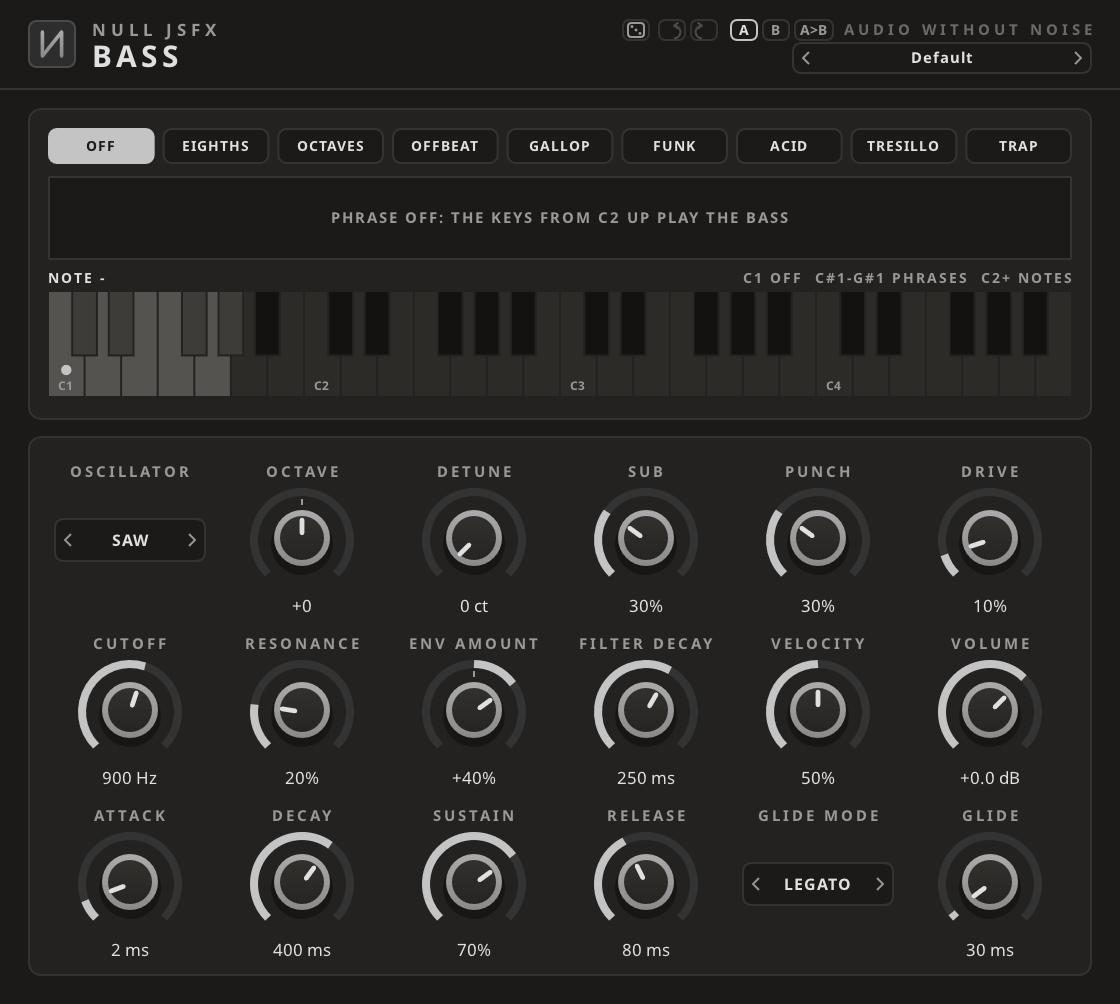 NULL JSFX
BASS
A B A>B AUDIO WITHOUT NOISE
Default
OFF EIGHTHS OCTAVES OFFBEAT GALLOP FUNK ACID TRESILLO TRAP
PHRASE OFF: THE KEYS FROM C2 UP PLAY THE BASS
NOTE - C1 OFF C#1-G#1 PHRASES C2+ NOTES
C1 C2 C3 C4
OSCILLATOR OCTAVE DETUNE SUB PUNCH DRIVE
SAW
+0 0 ct 30% 30% 10%
CUTOFF RESONANCE ENV AMOUNT FILTER DECAY VELOCITY VOLUME
900 Hz 20% +40% 250 ms 50% +0.0 dB
ATTACK DECAY SUSTAIN RELEASE GLIDE MODE GLIDE
LEGATO
2 ms 400 ms 70% 80 ms 30 ms